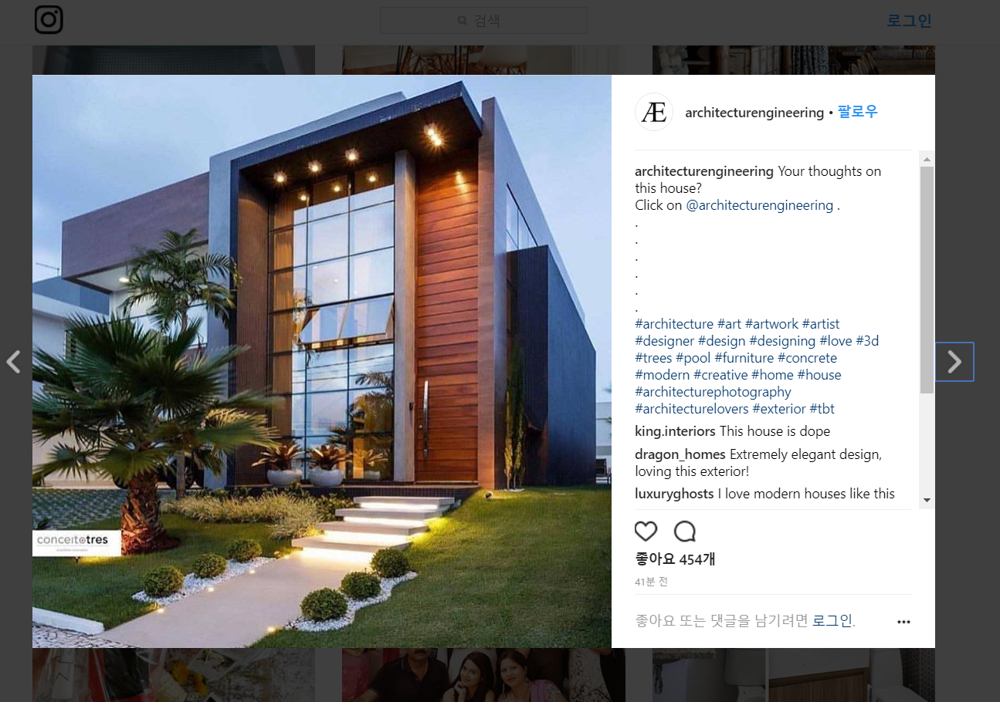 검색
로그인
Æ
architecturengineering • 팔로우
architecturengineering Your thoughts on
this house?
Click on @architecturengineering .
.
.
.
.
.
.
#architecture #art #artwork #artist
#designer #design #designing #love #3d
#trees #pool #furniture #concrete
#modern #creative #home #house
#architecturephotography
#architecturelovers #exterior #tbt
king.interiors This house is dope
dragon_homes Extremely elegant design,
loving this exterior!
luxuryghosts I love modern houses like this
conceitotres
좋아요 454개
41분 전
좋아요 또는 댓글을 남기려면 로그인.